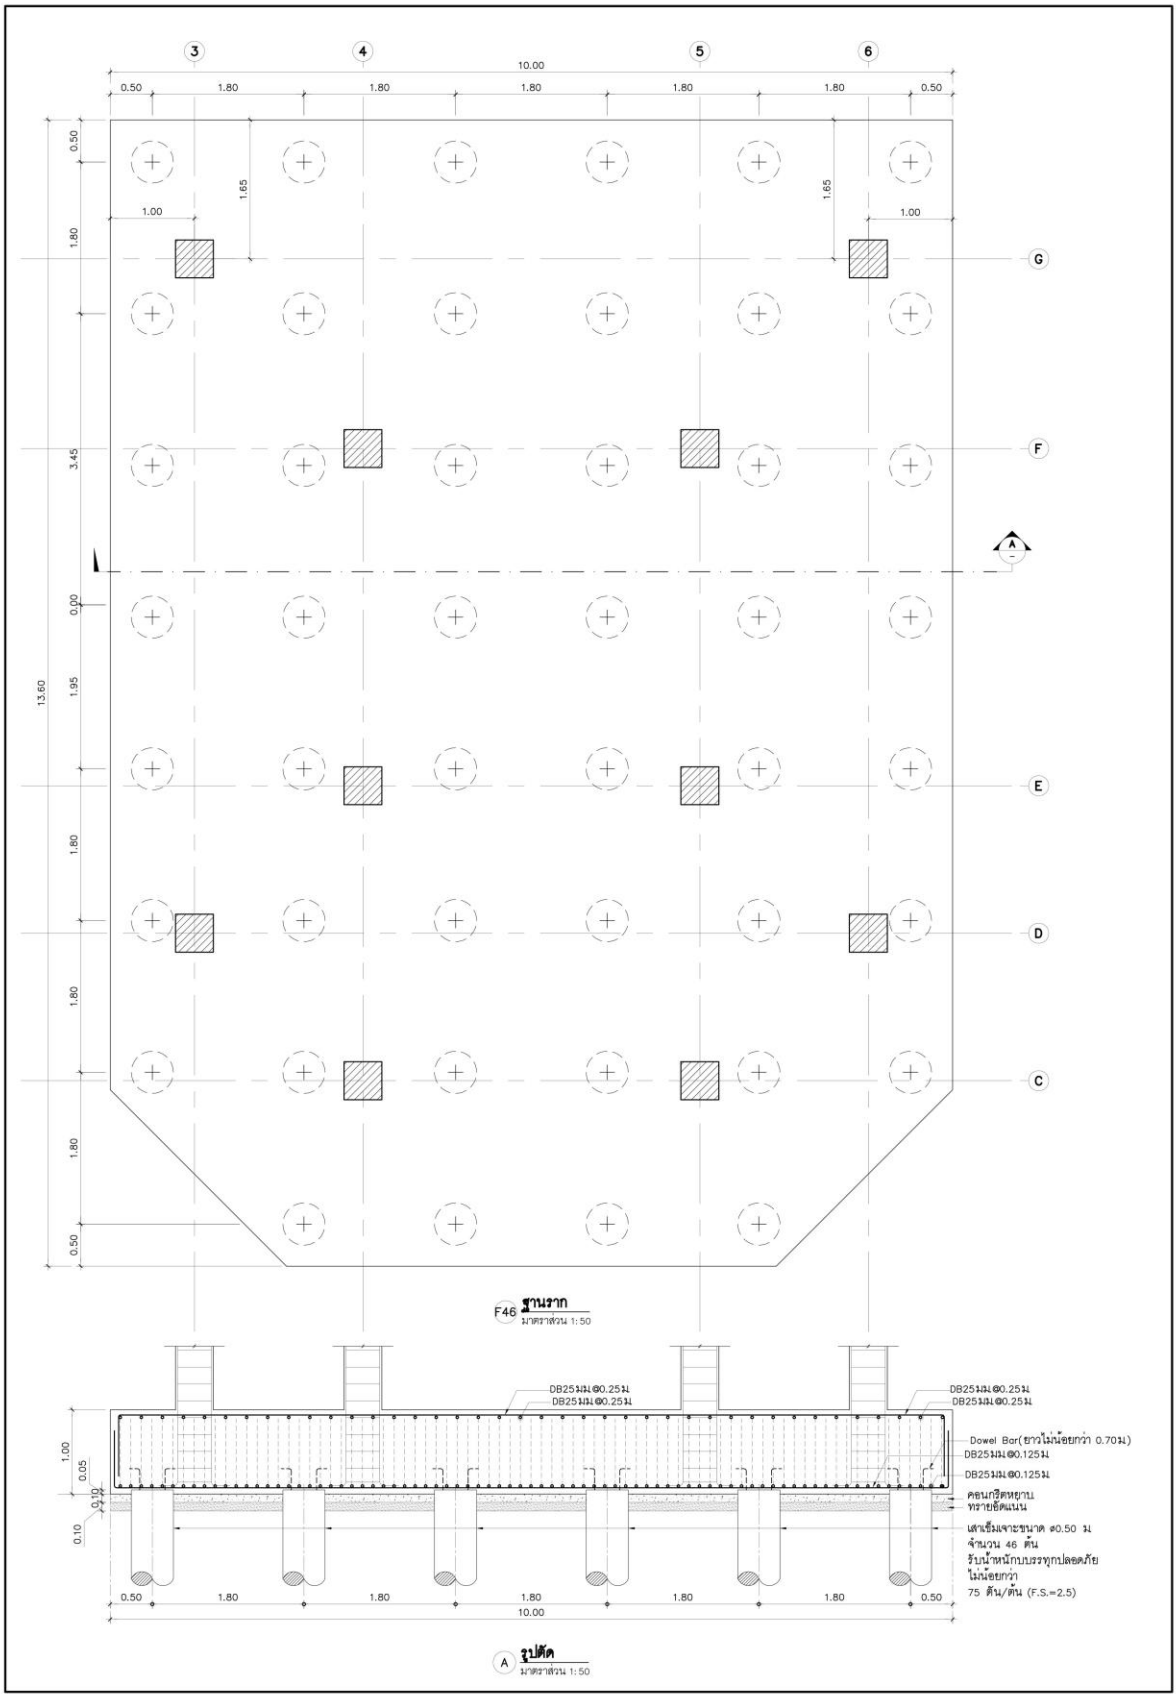 3 4 5 6
10.00
0.50 1.80 1.80 1.80 1.80 1.80 0.50
0.50
1.65 1.65
1.00 1.00
1.80
G
3.45
F
A
-
0.00
13.60
1.95
E
1.80
D
1.80
C
1.80
0.50
F46 ฐานราก
มาตราส่วน 1:50
DB25มม.@0.25ม. DB25มม.@0.25ม.
DB25มม.@0.25ม. DB25มม.@0.25ม.
1.00
Dowel Bar(ยาวไม่น้อยกว่า 0.70ม.)
DB25มม.@0.125ม.
0.05
DB25มม.@0.125ม.
0.10
คอนกรีตหยาบ
ทรายอัดแน่น
0.10
เสาเข็มเจาะขนาด ø0.50 ม.
จำนวน 46 ต้น
รับน้ำหนักบรรทุกปลอดภัย
ไม่น้อยกว่า
75 ตัน/ต้น (F.S.=2.5)
0.50 1.80 1.80 1.80 1.80 1.80 0.50
10.00
A รูปตัด
มาตราส่วน 1:50